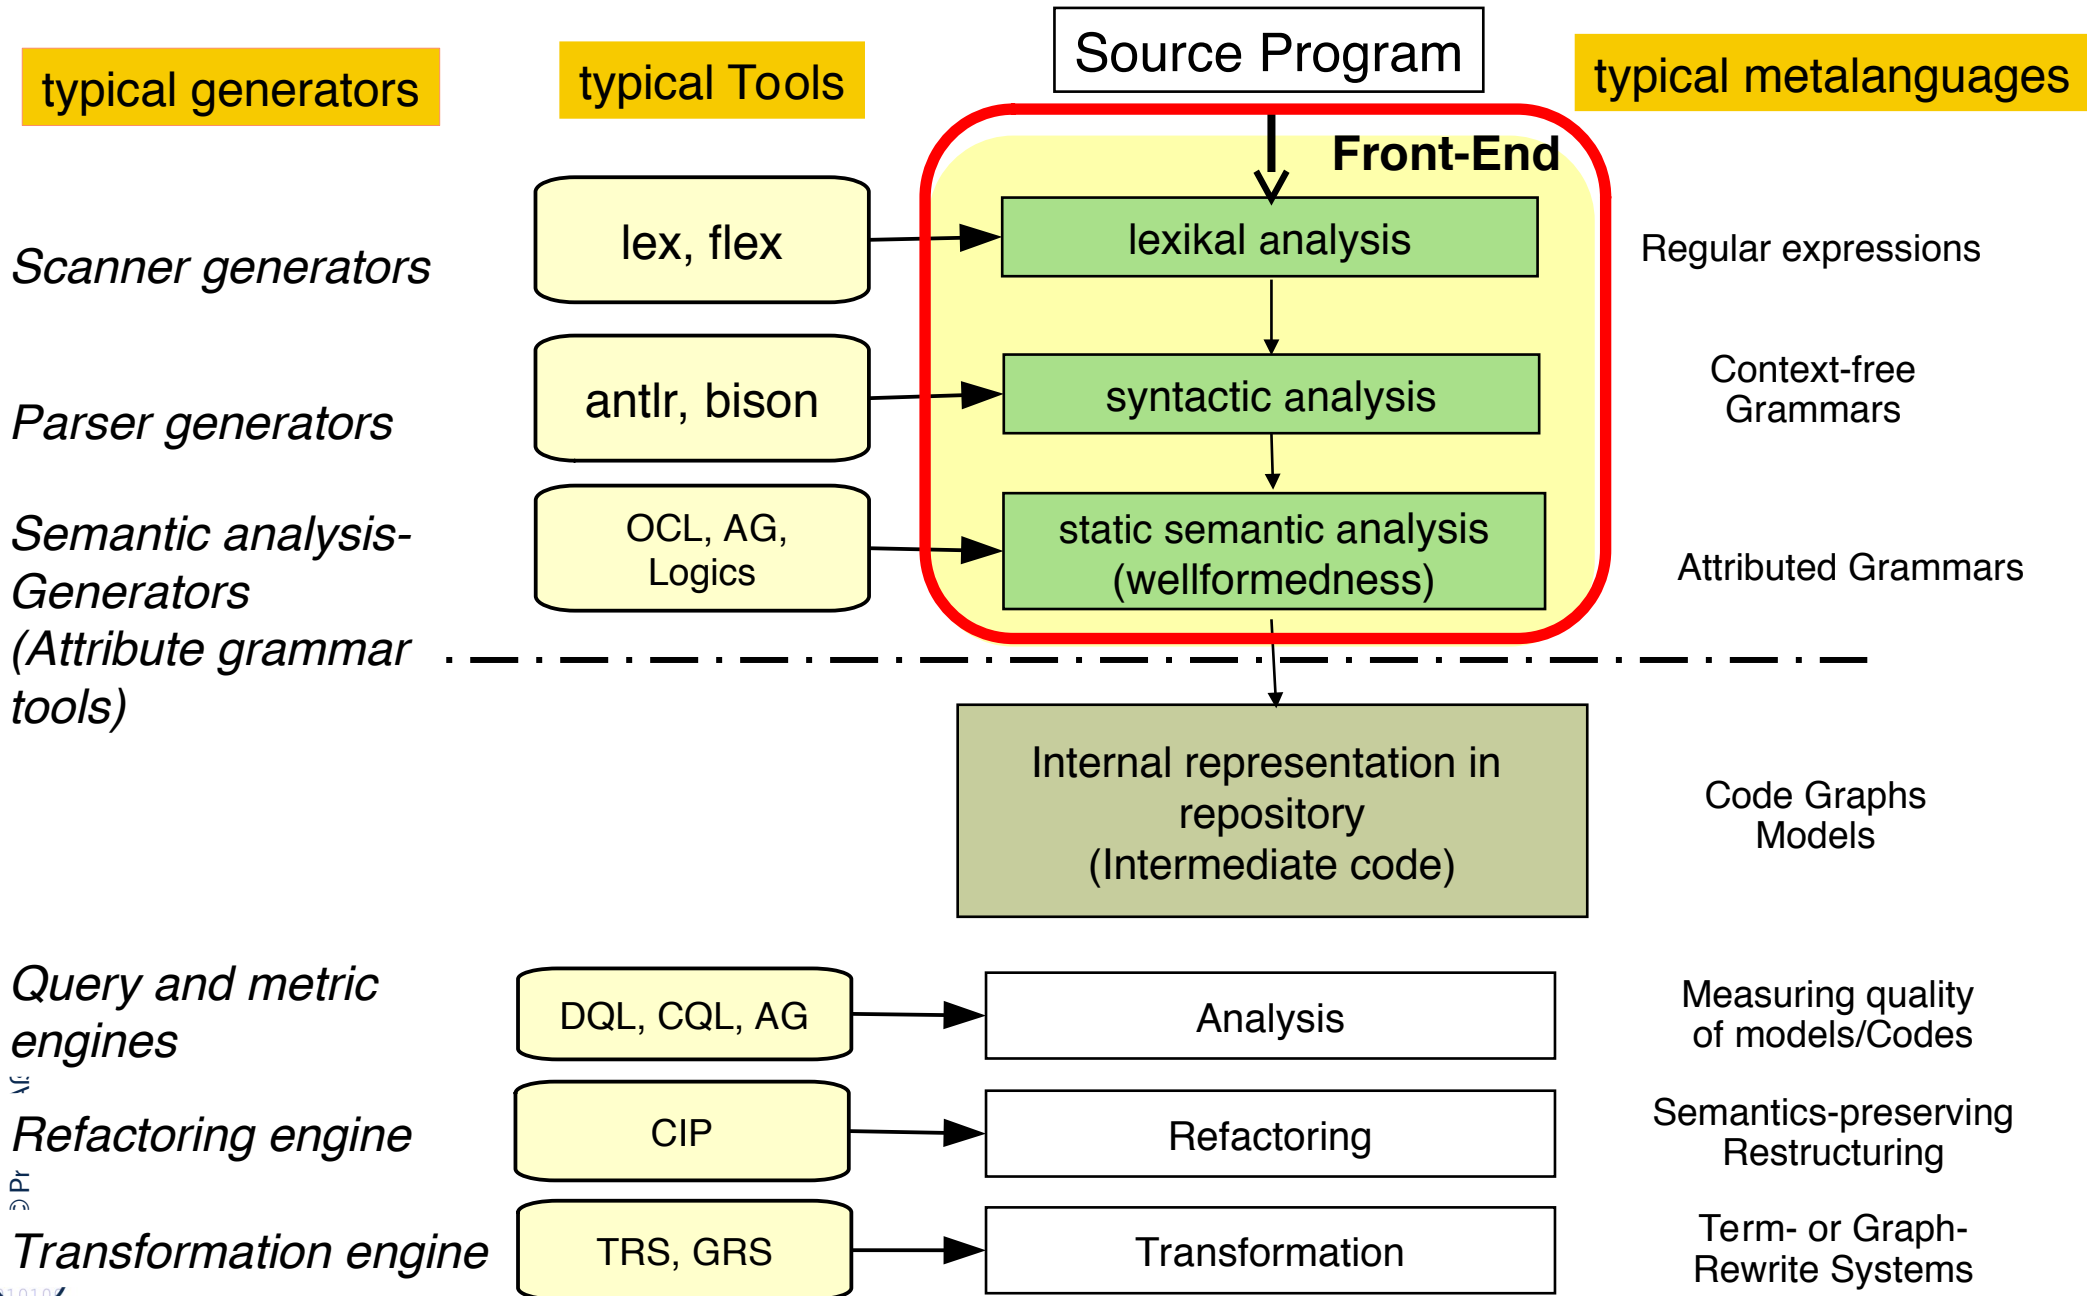 Source Program
typical generators
typical Tools
typical metalanguages
Front-End
Scanner generators
lex, flex
lexikal analysis
Regular expressions
Parser generators
antlr, bison
syntactic analysis
Context-free
Grammars
Semantic analysis-
Generators
(Attribute grammar
tools)
OCL, AG,
Logics
static semantic analysis
(wellformedness)
Attributed Grammars
Internal representation in
repository
(Intermediate code)
Code Graphs
Models
Query and metric
engines
DQL, CQL, AG
Analysis
Measuring quality
of models/Codes
Refactoring engine
CIP
Refactoring
Semantics-preserving
Restructuring
© Pr
Transformation engine
TRS, GRS
Transformation
Term- or Graph-
Rewrite Systems